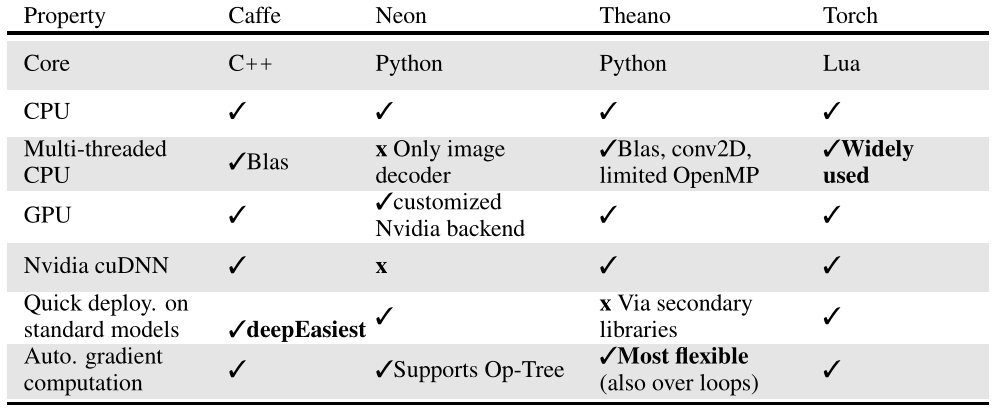 Property Caffe Neon Theano Torch
Core C++ Python Python Lua
CPU ✓ ✓ ✓ ✓
Multi-threaded CPU ✓Blas x Only image decoder ✓Blas, conv2D, limited OpenMP ✓Widely used
GPU ✓ ✓customized Nvidia backend ✓ ✓
Nvidia cuDNN ✓ x ✓ ✓
Quick deploy. on standard models ✓deepEasiest ✓ x Via secondary libraries ✓
Auto. gradient computation ✓ ✓Supports Op-Tree ✓Most flexible (also over loops) ✓